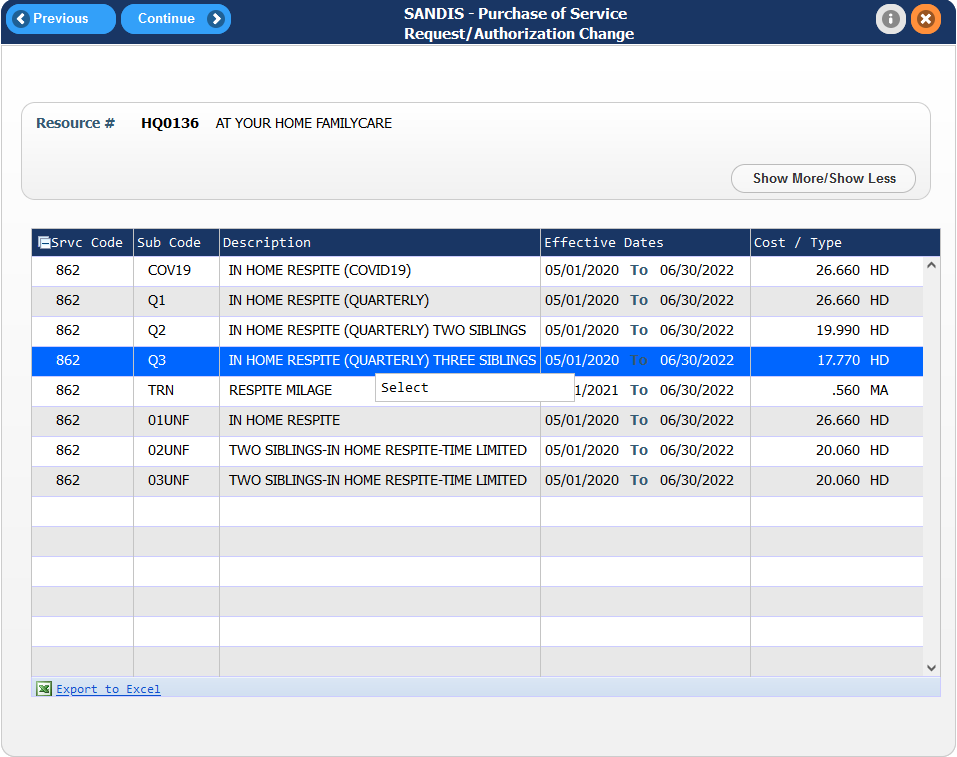 Previous
Continue
SANDIS - Purchase of Service
Request/Authorization Change
Resource # HQ0136 AT YOUR HOME FAMILYCARE
Show More/Show Less
Srvc Code Sub Code Description Effective Dates Cost / Type
862 COV19 IN HOME RESPITE (COVID19) 05/01/2020 To 06/30/2022 26.660 HD
862 Q1 IN HOME RESPITE (QUARTERLY) 05/01/2020 To 06/30/2022 26.660 HD
862 Q2 IN HOME RESPITE (QUARTERLY) TWO SIBLINGS 05/01/2020 To 06/30/2022 19.990 HD
862 Q3 IN HOME RESPITE (QUARTERLY) THREE SIBLINGS 05/01/2020 To 06/30/2022 17.770 HD
Select
862 TRN RESPITE MILAGE 1/2021 To 06/30/2022 .560 MA
862 01UNF IN HOME RESPITE 05/01/2020 To 06/30/2022 26.660 HD
862 02UNF TWO SIBLINGS-IN HOME RESPITE-TIME LIMITED 05/01/2020 To 06/30/2022 20.060 HD
862 03UNF TWO SIBLINGS-IN HOME RESPITE-TIME LIMITED 05/01/2020 To 06/30/2022 20.060 HD
Export to Excel